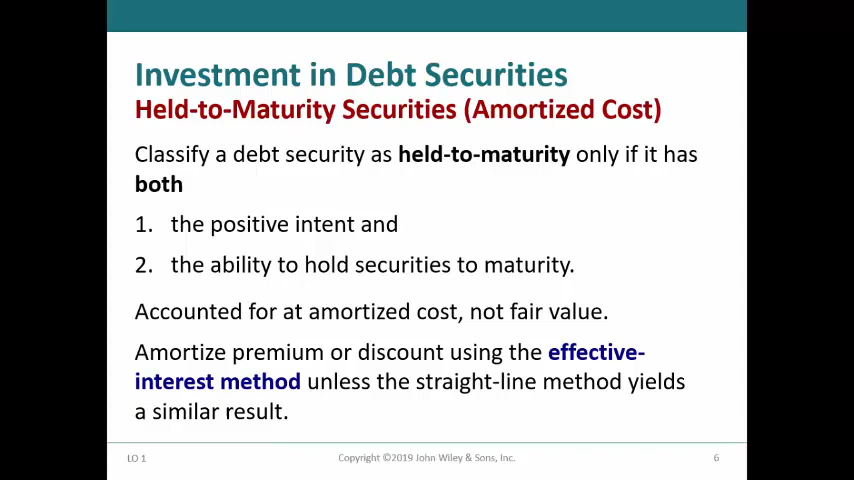 Investment in Debt Securities
Held-to-Maturity Securities (Amortized Cost)
Classify a debt security as held-to-maturity only if it has
both
1. the positive intent and
2. the ability to hold securities to maturity.
Accounted for at amortized cost, not fair value.
Amortize premium or discount using the effective-
interest method unless the straight-line method yields
a similar result.
LO 1
Copyright ©2019 John Wiley & Sons, Inc.
6